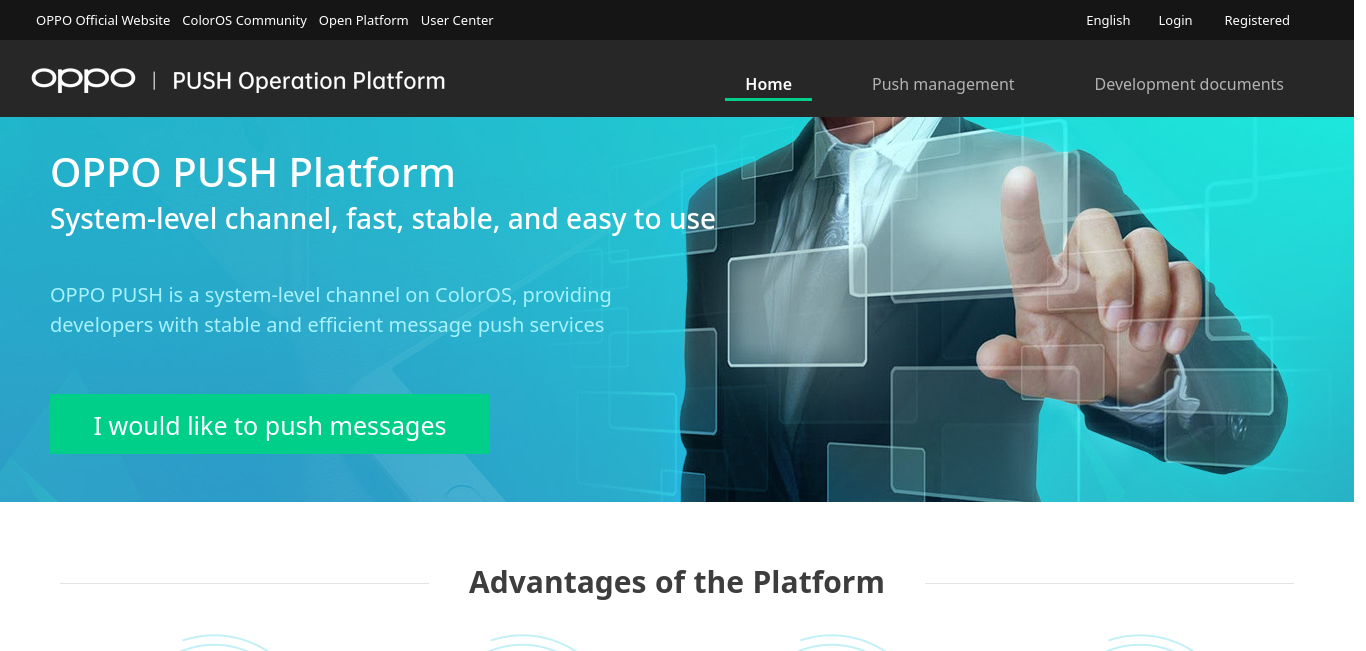 OPPO Official Website ColorOS Community Open Platform User Center English Login Registered
oppo | PUSH Operation Platform Home Push management Development documents
OPPO PUSH Platform
System-level channel, fast, stable, and easy to use
OPPO PUSH is a system-level channel on ColorOS, providing
developers with stable and efficient message push services
I would like to push messages
Advantages of the Platform